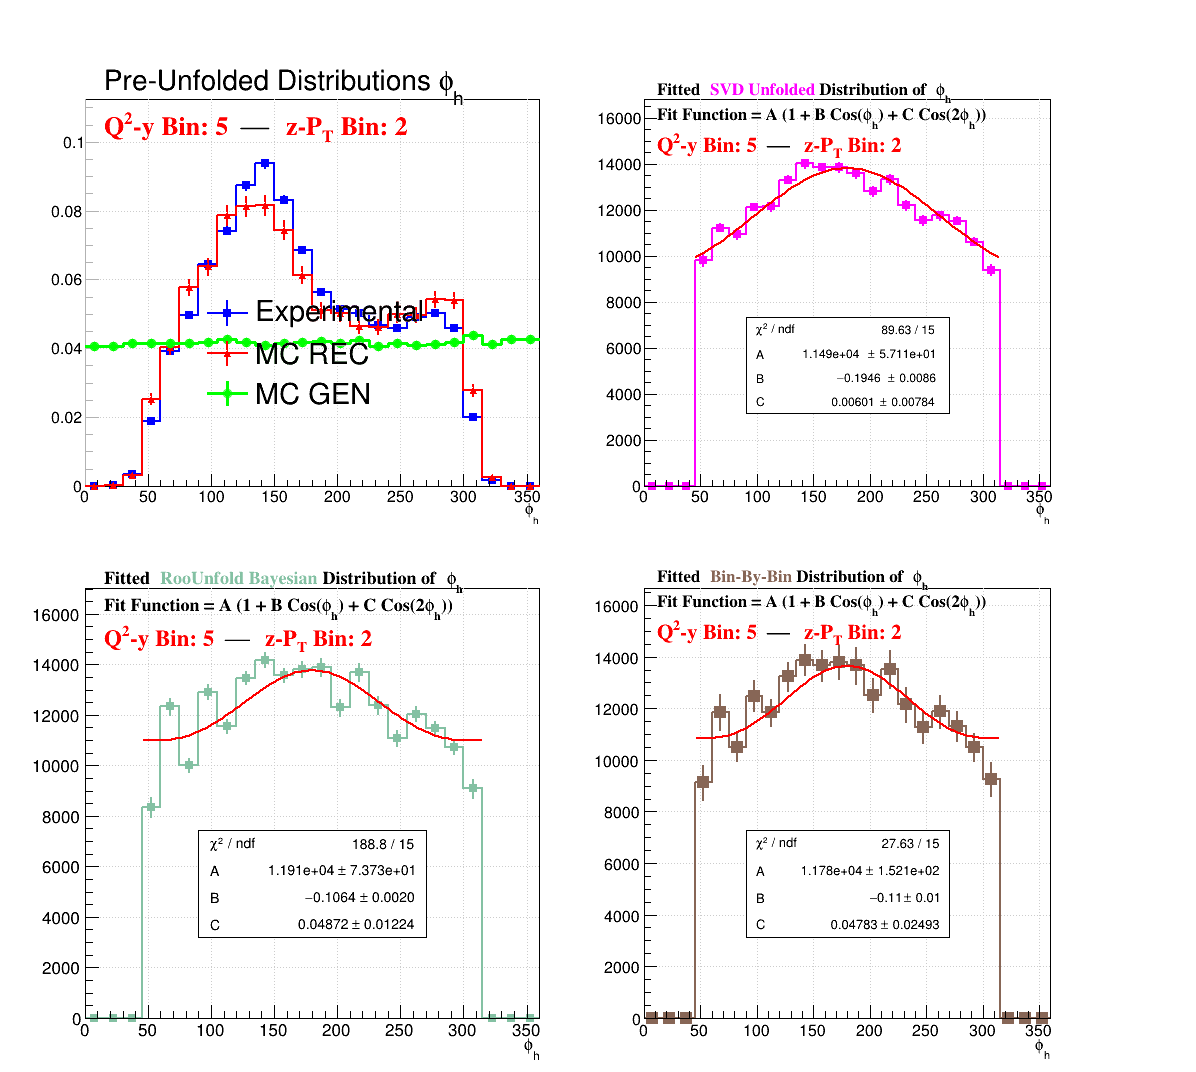 Pre-Unfolded Distributions ϕh
Q²-y Bin: 5 — z-PT Bin: 2
0.1
0.08
0.06
0.04
0.02
0
Experimental
MC REC
MC GEN
0 50 100 150 200 250 300 350
ϕh
Fitted SVD Unfolded Distribution of ϕh
Fit Function = A (1 + B Cos(ϕh) + C Cos(2ϕh))
Q²-y Bin: 5 — z-PT Bin: 2
16000
14000
12000
10000
8000
6000
4000
2000
0
χ² / ndf 89.63 / 15
A 1.149e+04 ± 5.711e+01
B −0.1946 ± 0.0086
C 0.00601 ± 0.00784
0 50 100 150 200 250 300 350
ϕh
Fitted RooUnfold Bayesian Distribution of ϕh
Fit Function = A (1 + B Cos(ϕh) + C Cos(2ϕh))
Q²-y Bin: 5 — z-PT Bin: 2
16000
14000
12000
10000
8000
6000
4000
2000
0
χ² / ndf 188.8 / 15
A 1.191e+04 ± 7.373e+01
B −0.1064 ± 0.0020
C 0.04872 ± 0.01224
0 50 100 150 200 250 300 350
ϕh
Fitted Bin-By-Bin Distribution of ϕh
Fit Function = A (1 + B Cos(ϕh) + C Cos(2ϕh))
Q²-y Bin: 5 — z-PT Bin: 2
16000
14000
12000
10000
8000
6000
4000
2000
0
χ² / ndf 27.63 / 15
A 1.178e+04 ± 1.521e+02
B −0.11 ± 0.01
C 0.04783 ± 0.02493
0 50 100 150 200 250 300 350
ϕh